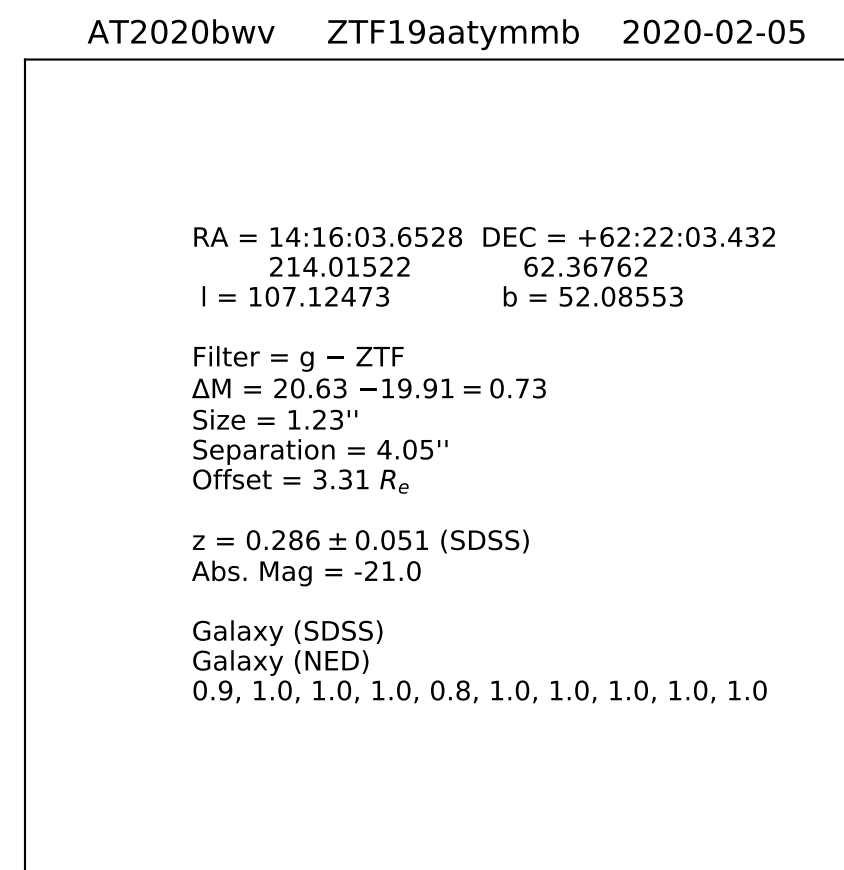 AT2020bwv ZTF19aatymmb 2020-02-05
RA = 14:16:03.6528 DEC = +62:22:03.432
214.01522 62.36762
l = 107.12473 b = 52.08553
Filter = g − ZTF
ΔM = 20.63 −19.91 = 0.73
Size = 1.23''
Separation = 4.05''
Offset = 3.31 Rₑ
z = 0.286 ± 0.051 (SDSS)
Abs. Mag = -21.0
Galaxy (SDSS)
Galaxy (NED)
0.9, 1.0, 1.0, 1.0, 0.8, 1.0, 1.0, 1.0, 1.0, 1.0